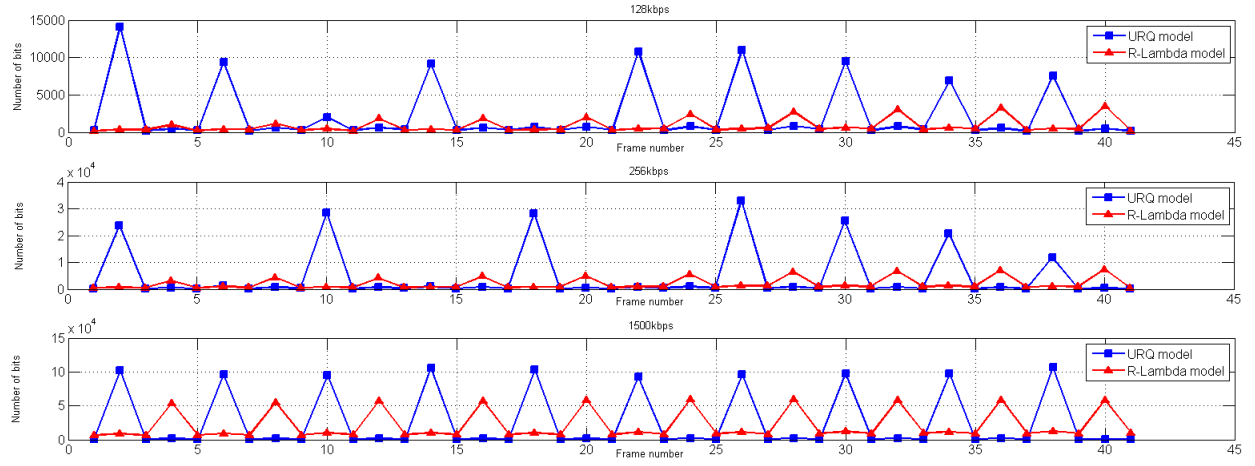 128kbps
Number of bits
15000
10000
5000
0
URQ model
R-Lambda model
0 5 10 15 20 25 30 35 40 45
Frame number
256kbps
x 10^4
Number of bits
4
3
2
1
0
URQ model
R-Lambda model
0 5 10 15 20 25 30 35 40 45
Frame number
1500kbps
x 10^4
Number of bits
15
10
5
0
URQ model
R-Lambda model
0 5 10 15 20 25 30 35 40 45
Frame number